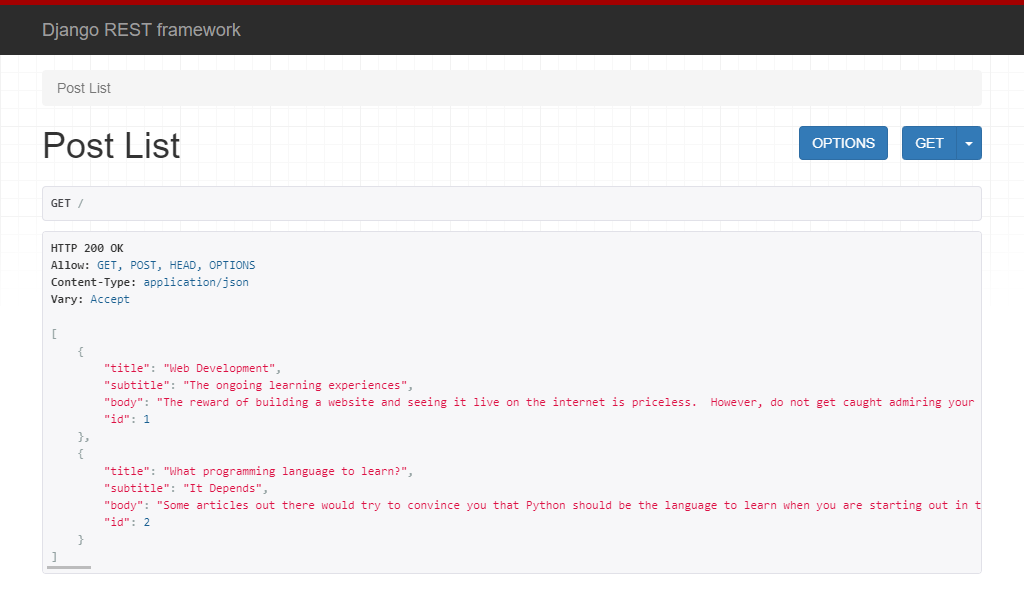 Django REST framework
Post List
Post List
OPTIONS
GET
GET /
HTTP 200 OK
Allow: GET, POST, HEAD, OPTIONS
Content-Type: application/json
Vary: Accept
[
{
"title": "Web Development",
"subtitle": "The ongoing learning experiences",
"body": "The reward of building a website and seeing it live on the internet is priceless.  However, do not get caught admiring your
"id": 1
},
{
"title": "What programming language to learn?",
"subtitle": "It Depends",
"body": "Some articles out there would try to convince you that Python should be the language to learn when you are starting out in t
"id": 2
}
]